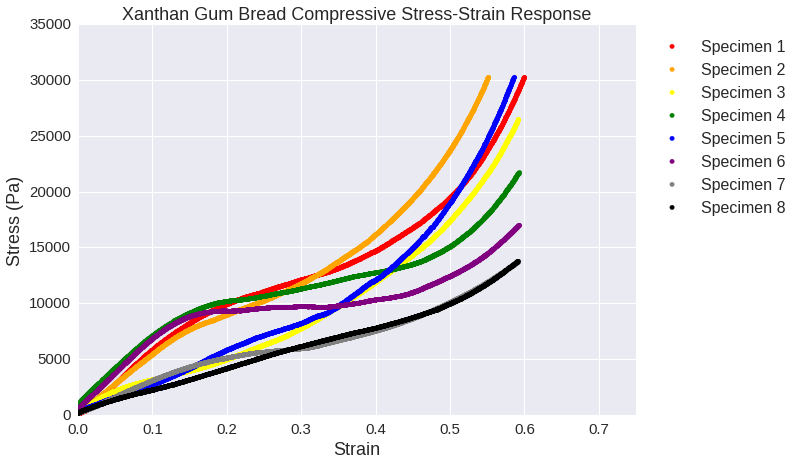 Xanthan Gum Bread Compressive Stress-Strain Response
35000
30000
25000
20000
15000
10000
5000
0
Stress (Pa)
0.0 0.1 0.2 0.3 0.4 0.5 0.6 0.7
Strain
Specimen 1
Specimen 2
Specimen 3
Specimen 4
Specimen 5
Specimen 6
Specimen 7
Specimen 8